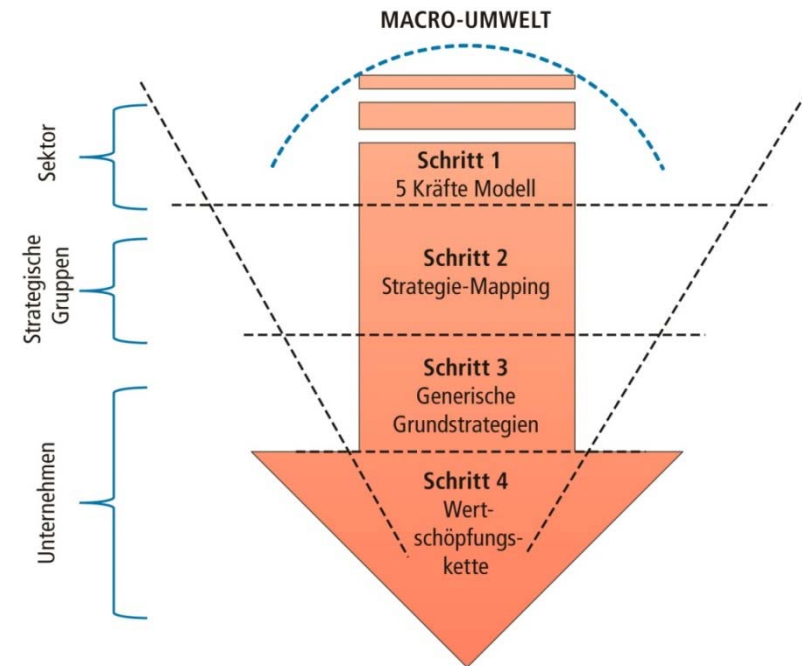 MACRO-UMWELT
Sektor
Schritt 1
5 Kräfte Modell
Strategische
Gruppen
Schritt 2
Strategie-Mapping
Unternehmen
Schritt 3
Generische
Grundstrategien
Schritt 4
Wert-
schöpfungs-
kette